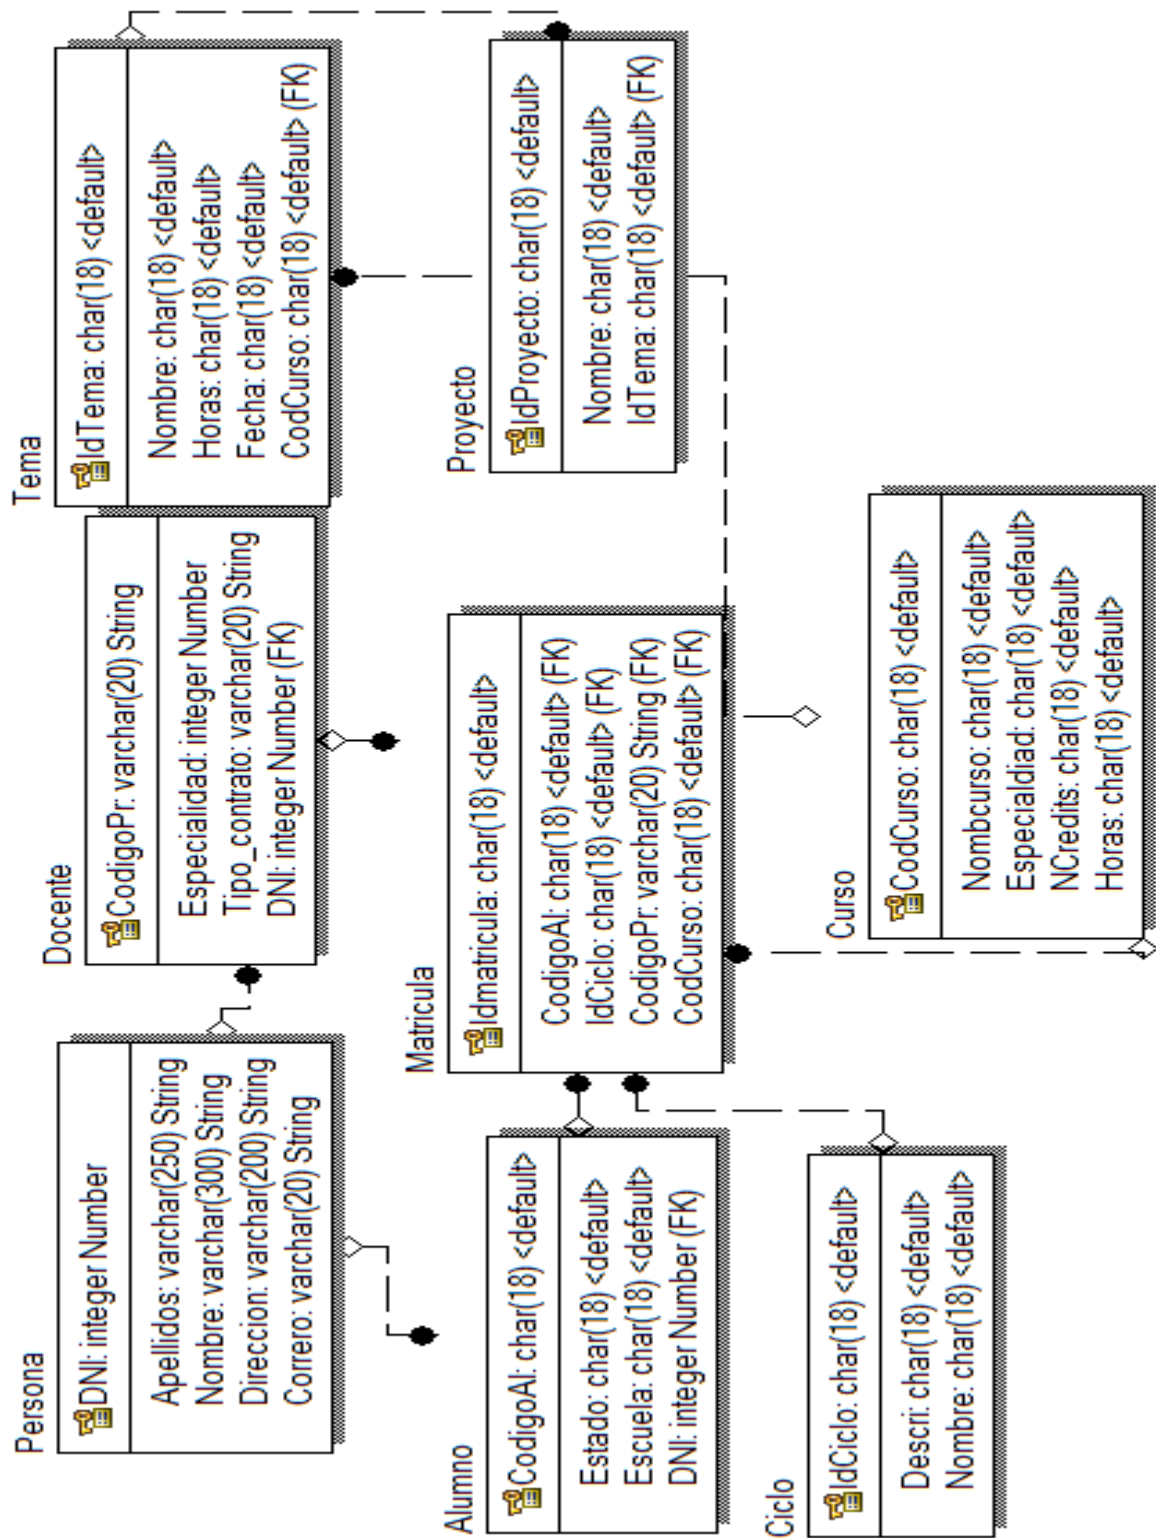 Persona
DNI: integer Number
Apellidos: varchar(250) String
Nombre: varchar(300) String
Direccion: varchar(200) String
Correro: varchar(20) String
Docente
CodigoPr: varchar(20) String
Especialidad: integer Number
Tipo_contrato: varchar(20) String
DNI: integer Number (FK)
Tema
IdTema: char(18) <default>
Nombre: char(18) <default>
Horas: char(18) <default>
Fecha: char(18) <default>
CodCurso: char(18) <default> (FK)
Alumno
CodigoAl: char(18) <default>
Estado: char(18) <default>
Escuela: char(18) <default>
DNI: integer Number (FK)
Matricula
Idmatricula: char(18) <default>
CodigoAl: char(18) <default> (FK)
IdCiclo: char(18) <default> (FK)
CodigoPr: varchar(20) String (FK)
CodCurso: char(18) <default> (FK)
Proyecto
IdProyecto: char(18) <default>
Nombre: char(18) <default>
IdTema: char(18) <default> (FK)
Ciclo
IdCiclo: char(18) <default>
Descri: char(18) <default>
Nombre: char(18) <default>
Curso
CodCurso: char(18) <default>
Nombcurso: char(18) <default>
Especialdiad: char(18) <default>
NCredits: char(18) <default>
Horas: char(18) <default>